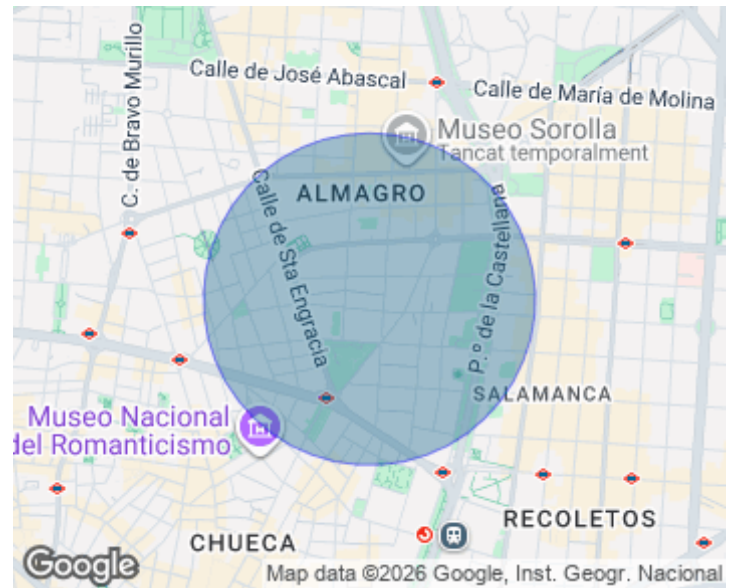 Calle de José Abascal
Calle de María de Molina
C. de Bravo Murillo
Museo Sorolla
Tancat temporalment
ALMAGRO
Calle de Sta Engracia
P.º de la Castellana
SALAMANCA
Museo Nacional
del Romanticismo
RECOLETOS
CHUECA
Google
Map data ©2026 Google, Inst. Geogr. Nacional